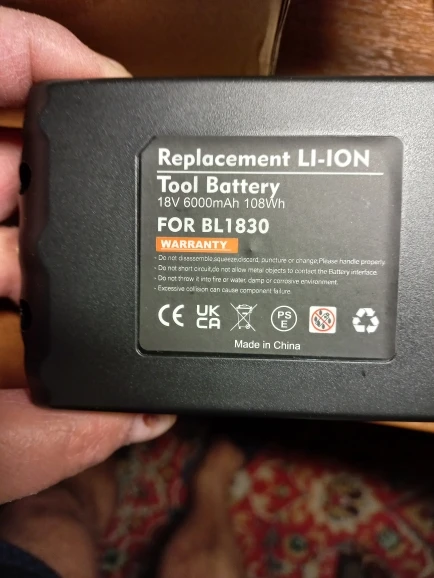 Replacement LI-ION
Tool Battery
18V 6000mAh 108Wh
FOR BL1830
WARRANTY
- Do not disassemble,squeeze,discard, puncture or change,Please handle properly.
- Do not short circuit,do not allow metal objects to contact the Battery interface.
- Do not throw it into fire or water, damp or corrosive environment.
- Excessive collision can cause component failure.
CE UK CA PS E
Made in China